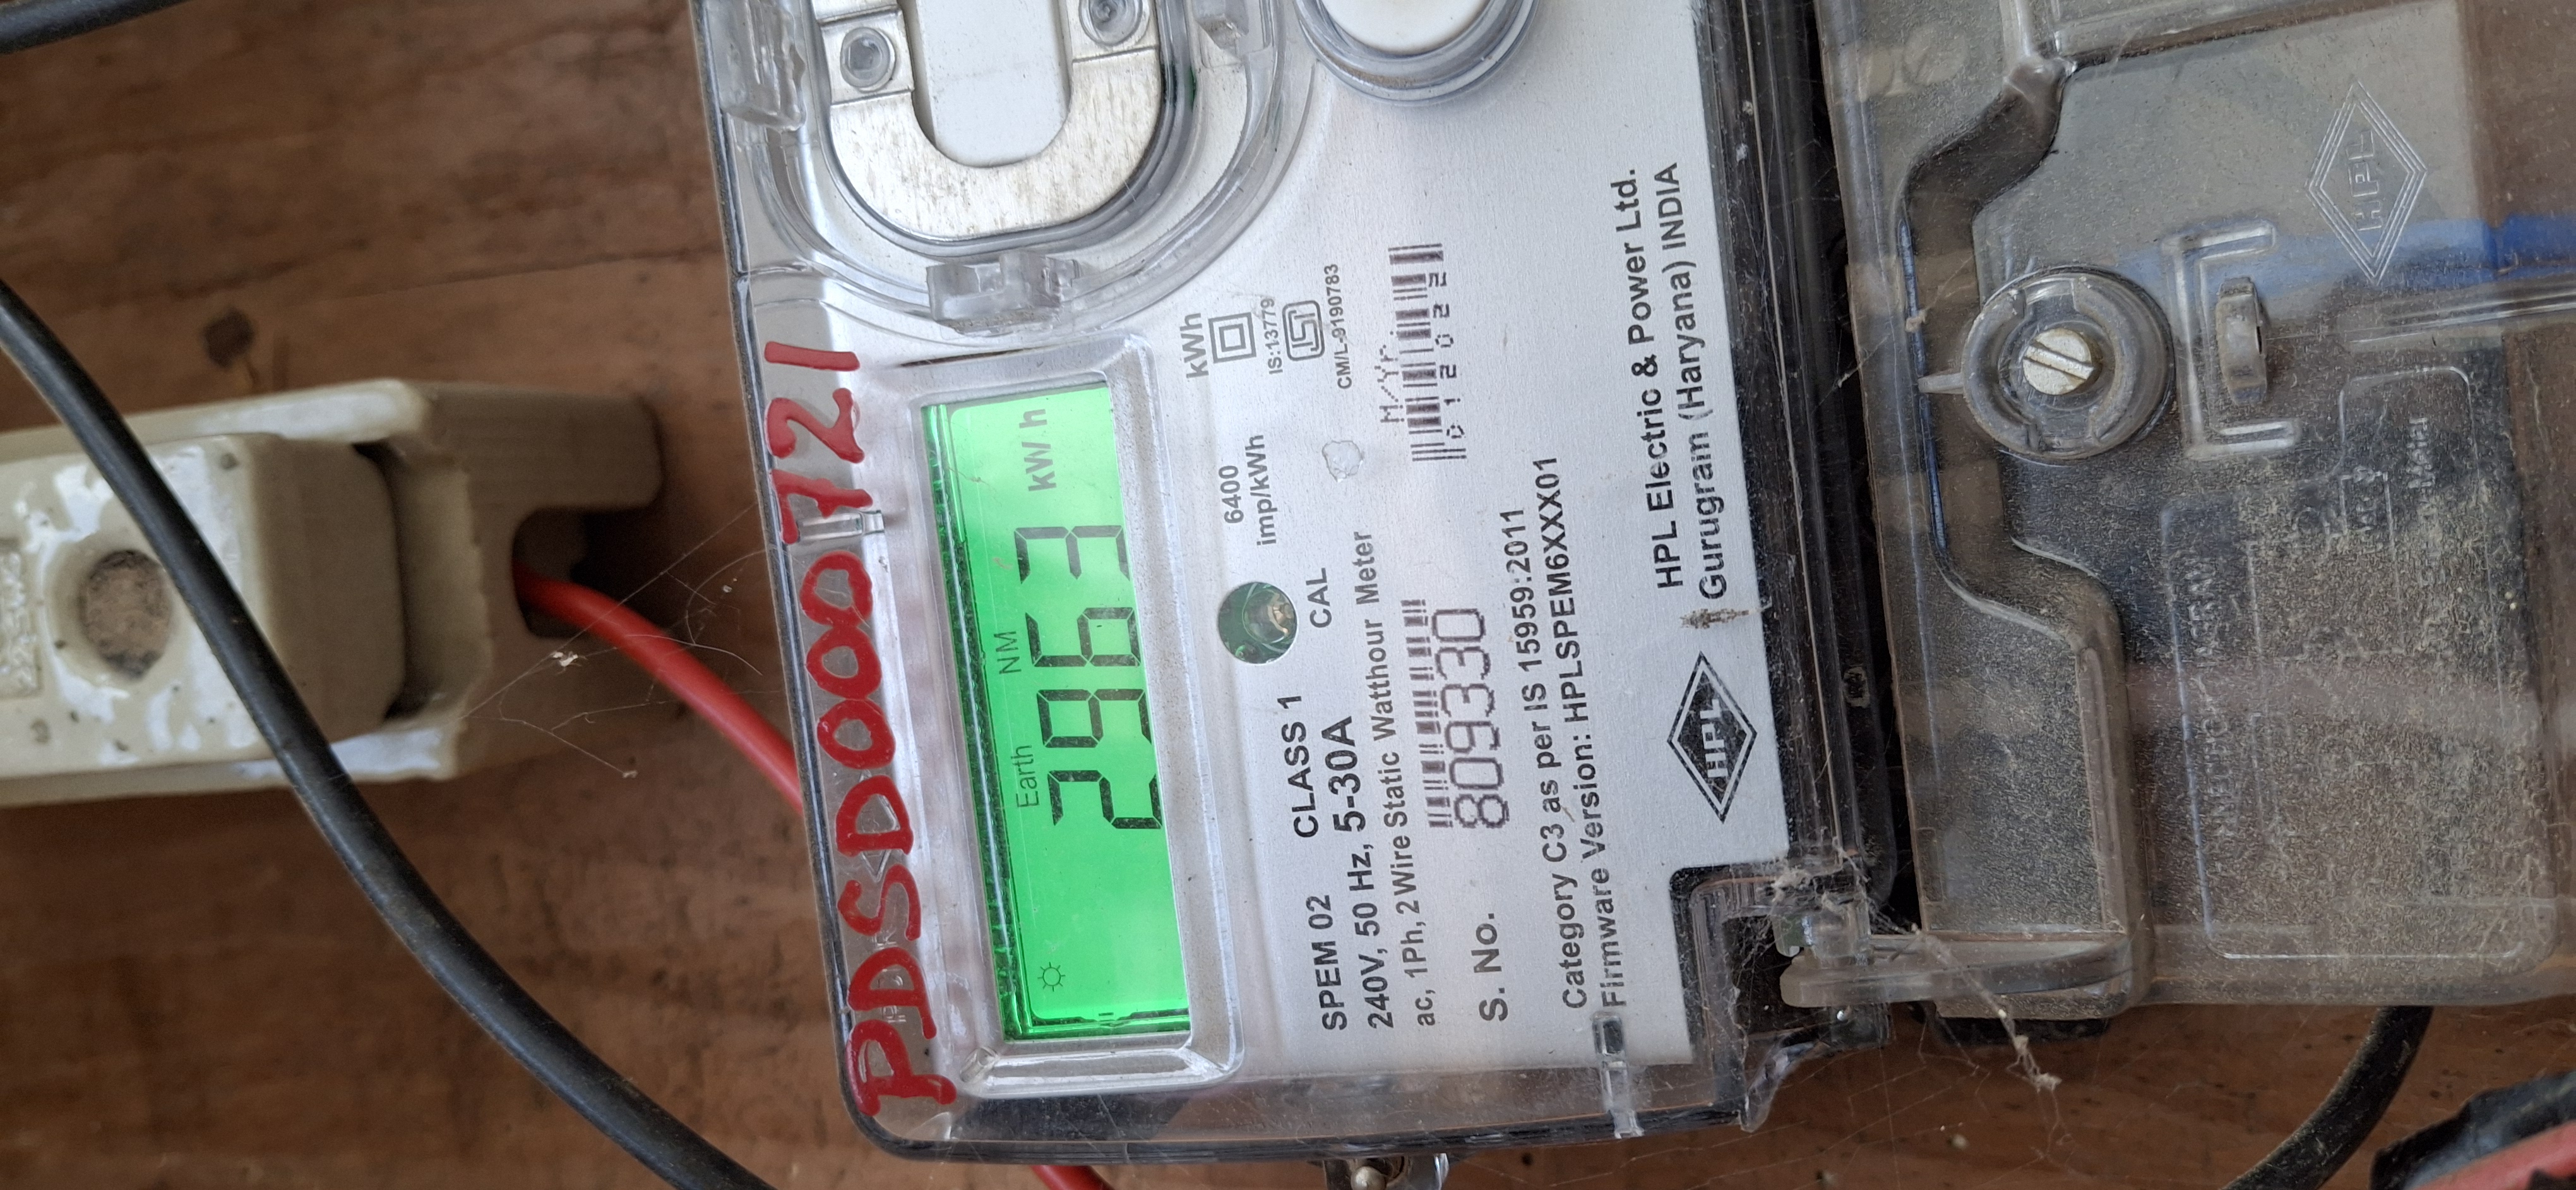 PDSD000721
Earth NM
2963 kWh
kWh
6400
imp/kWh
IS:13779
CM/L-9190783
CAL
SPEM 02 CLASS 1
240V, 50 Hz, 5-30A
ac, 1Ph, 2 Wire Static Watthour Meter
M/Yr.
012022
S. No. 809330
Category C3 as per IS 15959:2011
Firmware Version: HPLSPEM6XXX01
HPL
HPL Electric & Power Ltd.
Gurugram (Haryana) INDIA
HPL